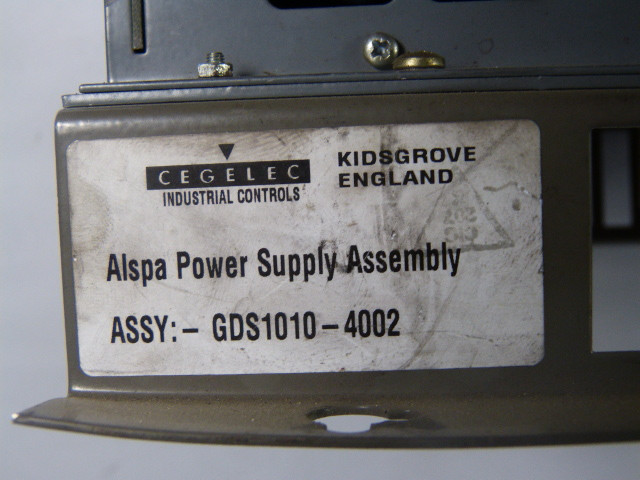 CEGELEC
INDUSTRIAL CONTROLS
KIDSGROVE
ENGLAND
Alspa Power Supply Assembly
ASSY:- GDS1010-4002